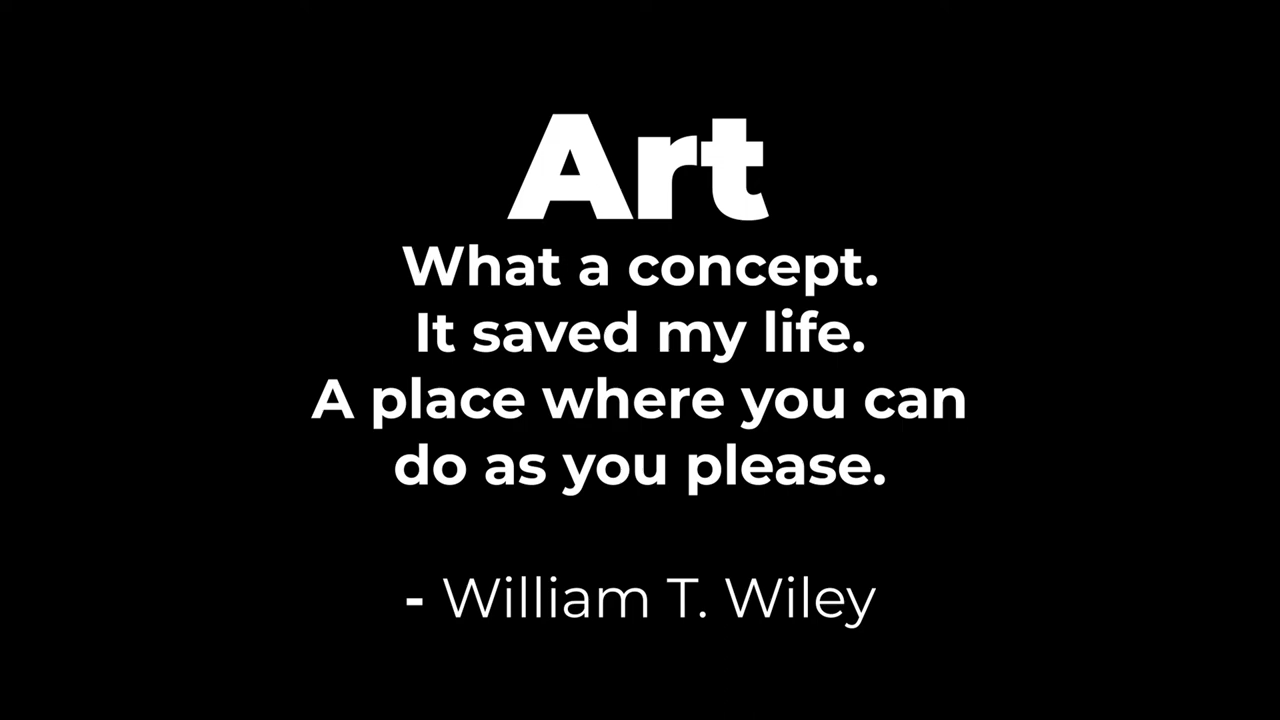 Art
What a concept.
It saved my life.
A place where you can
do as you please.
- William T. Wiley